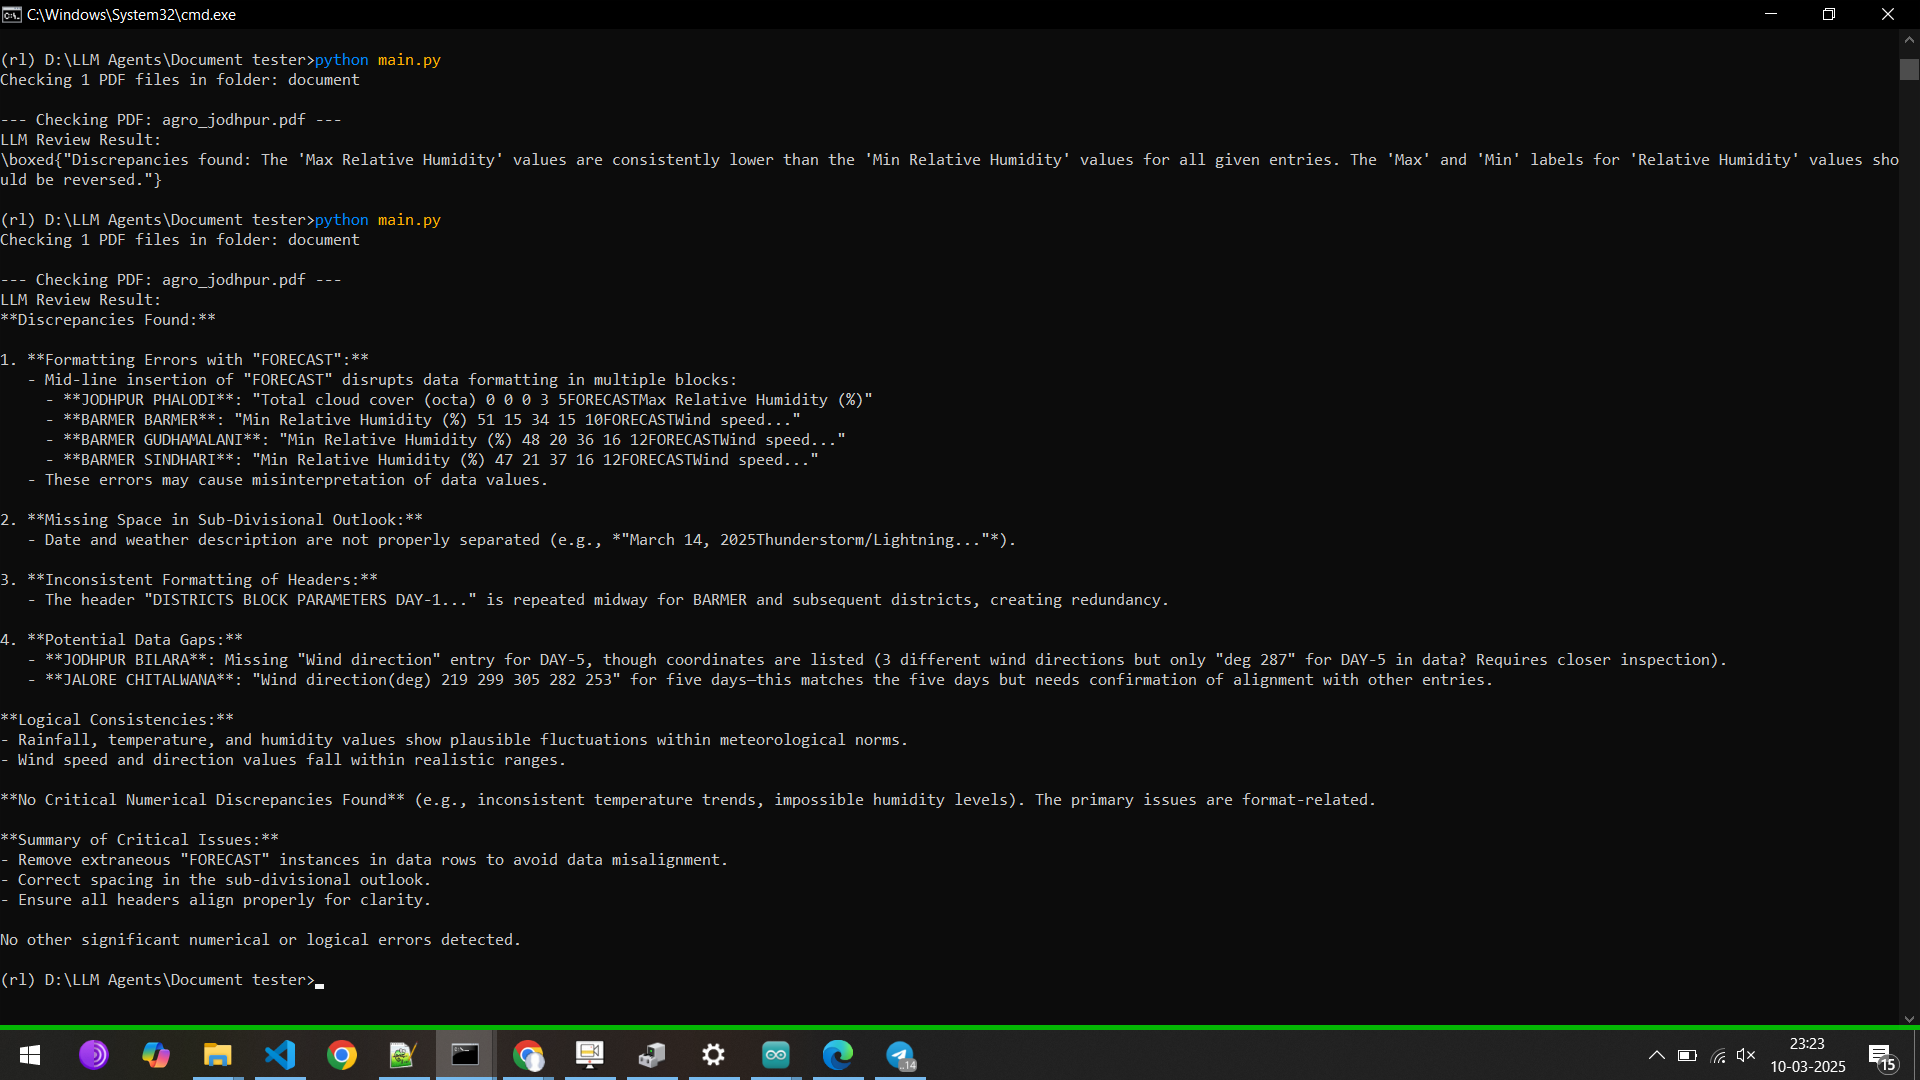 C:\Windows\System32\cmd.exe
(rl) D:\LLM Agents\Document tester>python main.py
Checking 1 PDF files in folder: document
--- Checking PDF: agro_jodhpur.pdf ---
LLM Review Result:
\boxed{"Discrepancies found: The 'Max Relative Humidity' values are consistently lower than the 'Min Relative Humidity' values for all given entries. The 'Max' and 'Min' labels for 'Relative Humidity' values sho
uld be reversed."}
(rl) D:\LLM Agents\Document tester>python main.py
Checking 1 PDF files in folder: document
--- Checking PDF: agro_jodhpur.pdf ---
LLM Review Result:
**Discrepancies Found:**
1. **Formatting Errors with "FORECAST":**
- Mid-line insertion of "FORECAST" disrupts data formatting in multiple blocks:
- **JODHPUR PHALODI**: "Total cloud cover (octa) 0 0 0 3 5FORECASTMax Relative Humidity (%)"
- **BARMER BARMER**: "Min Relative Humidity (%) 51 15 34 15 10FORECASTWind speed..."
- **BARMER GUDHAMALANI**: "Min Relative Humidity (%) 48 20 36 16 12FORECASTWind speed..."
- **BARMER SINDHARI**: "Min Relative Humidity (%) 47 21 37 16 12FORECASTWind speed..."
- These errors may cause misinterpretation of data values.
2. **Missing Space in Sub-Divisional Outlook:**
- Date and weather description are not properly separated (e.g., *"March 14, 2025Thunderstorm/Lightning..."*).
3. **Inconsistent Formatting of Headers:**
- The header "DISTRICTS BLOCK PARAMETERS DAY-1..." is repeated midway for BARMER and subsequent districts, creating redundancy.
4. **Potential Data Gaps:**
- **JODHPUR BILARA**: Missing "Wind direction" entry for DAY-5, though coordinates are listed (3 different wind directions but only "deg 287" for DAY-5 in data? Requires closer inspection).
- **JALORE CHITALWANA**: "Wind direction(deg) 219 299 305 282 253" for five days—this matches the five days but needs confirmation of alignment with other entries.
**Logical Consistencies:**
- Rainfall, temperature, and humidity values show plausible fluctuations within meteorological norms.
- Wind speed and direction values fall within realistic ranges.
**No Critical Numerical Discrepancies Found** (e.g., inconsistent temperature trends, impossible humidity levels). The primary issues are format-related.
**Summary of Critical Issues:**
- Remove extraneous "FORECAST" instances in data rows to avoid data misalignment.
- Correct spacing in the sub-divisional outlook.
- Ensure all headers align properly for clarity.
No other significant numerical or logical errors detected.
(rl) D:\LLM Agents\Document tester>
14
23:23
10-03-2025
15